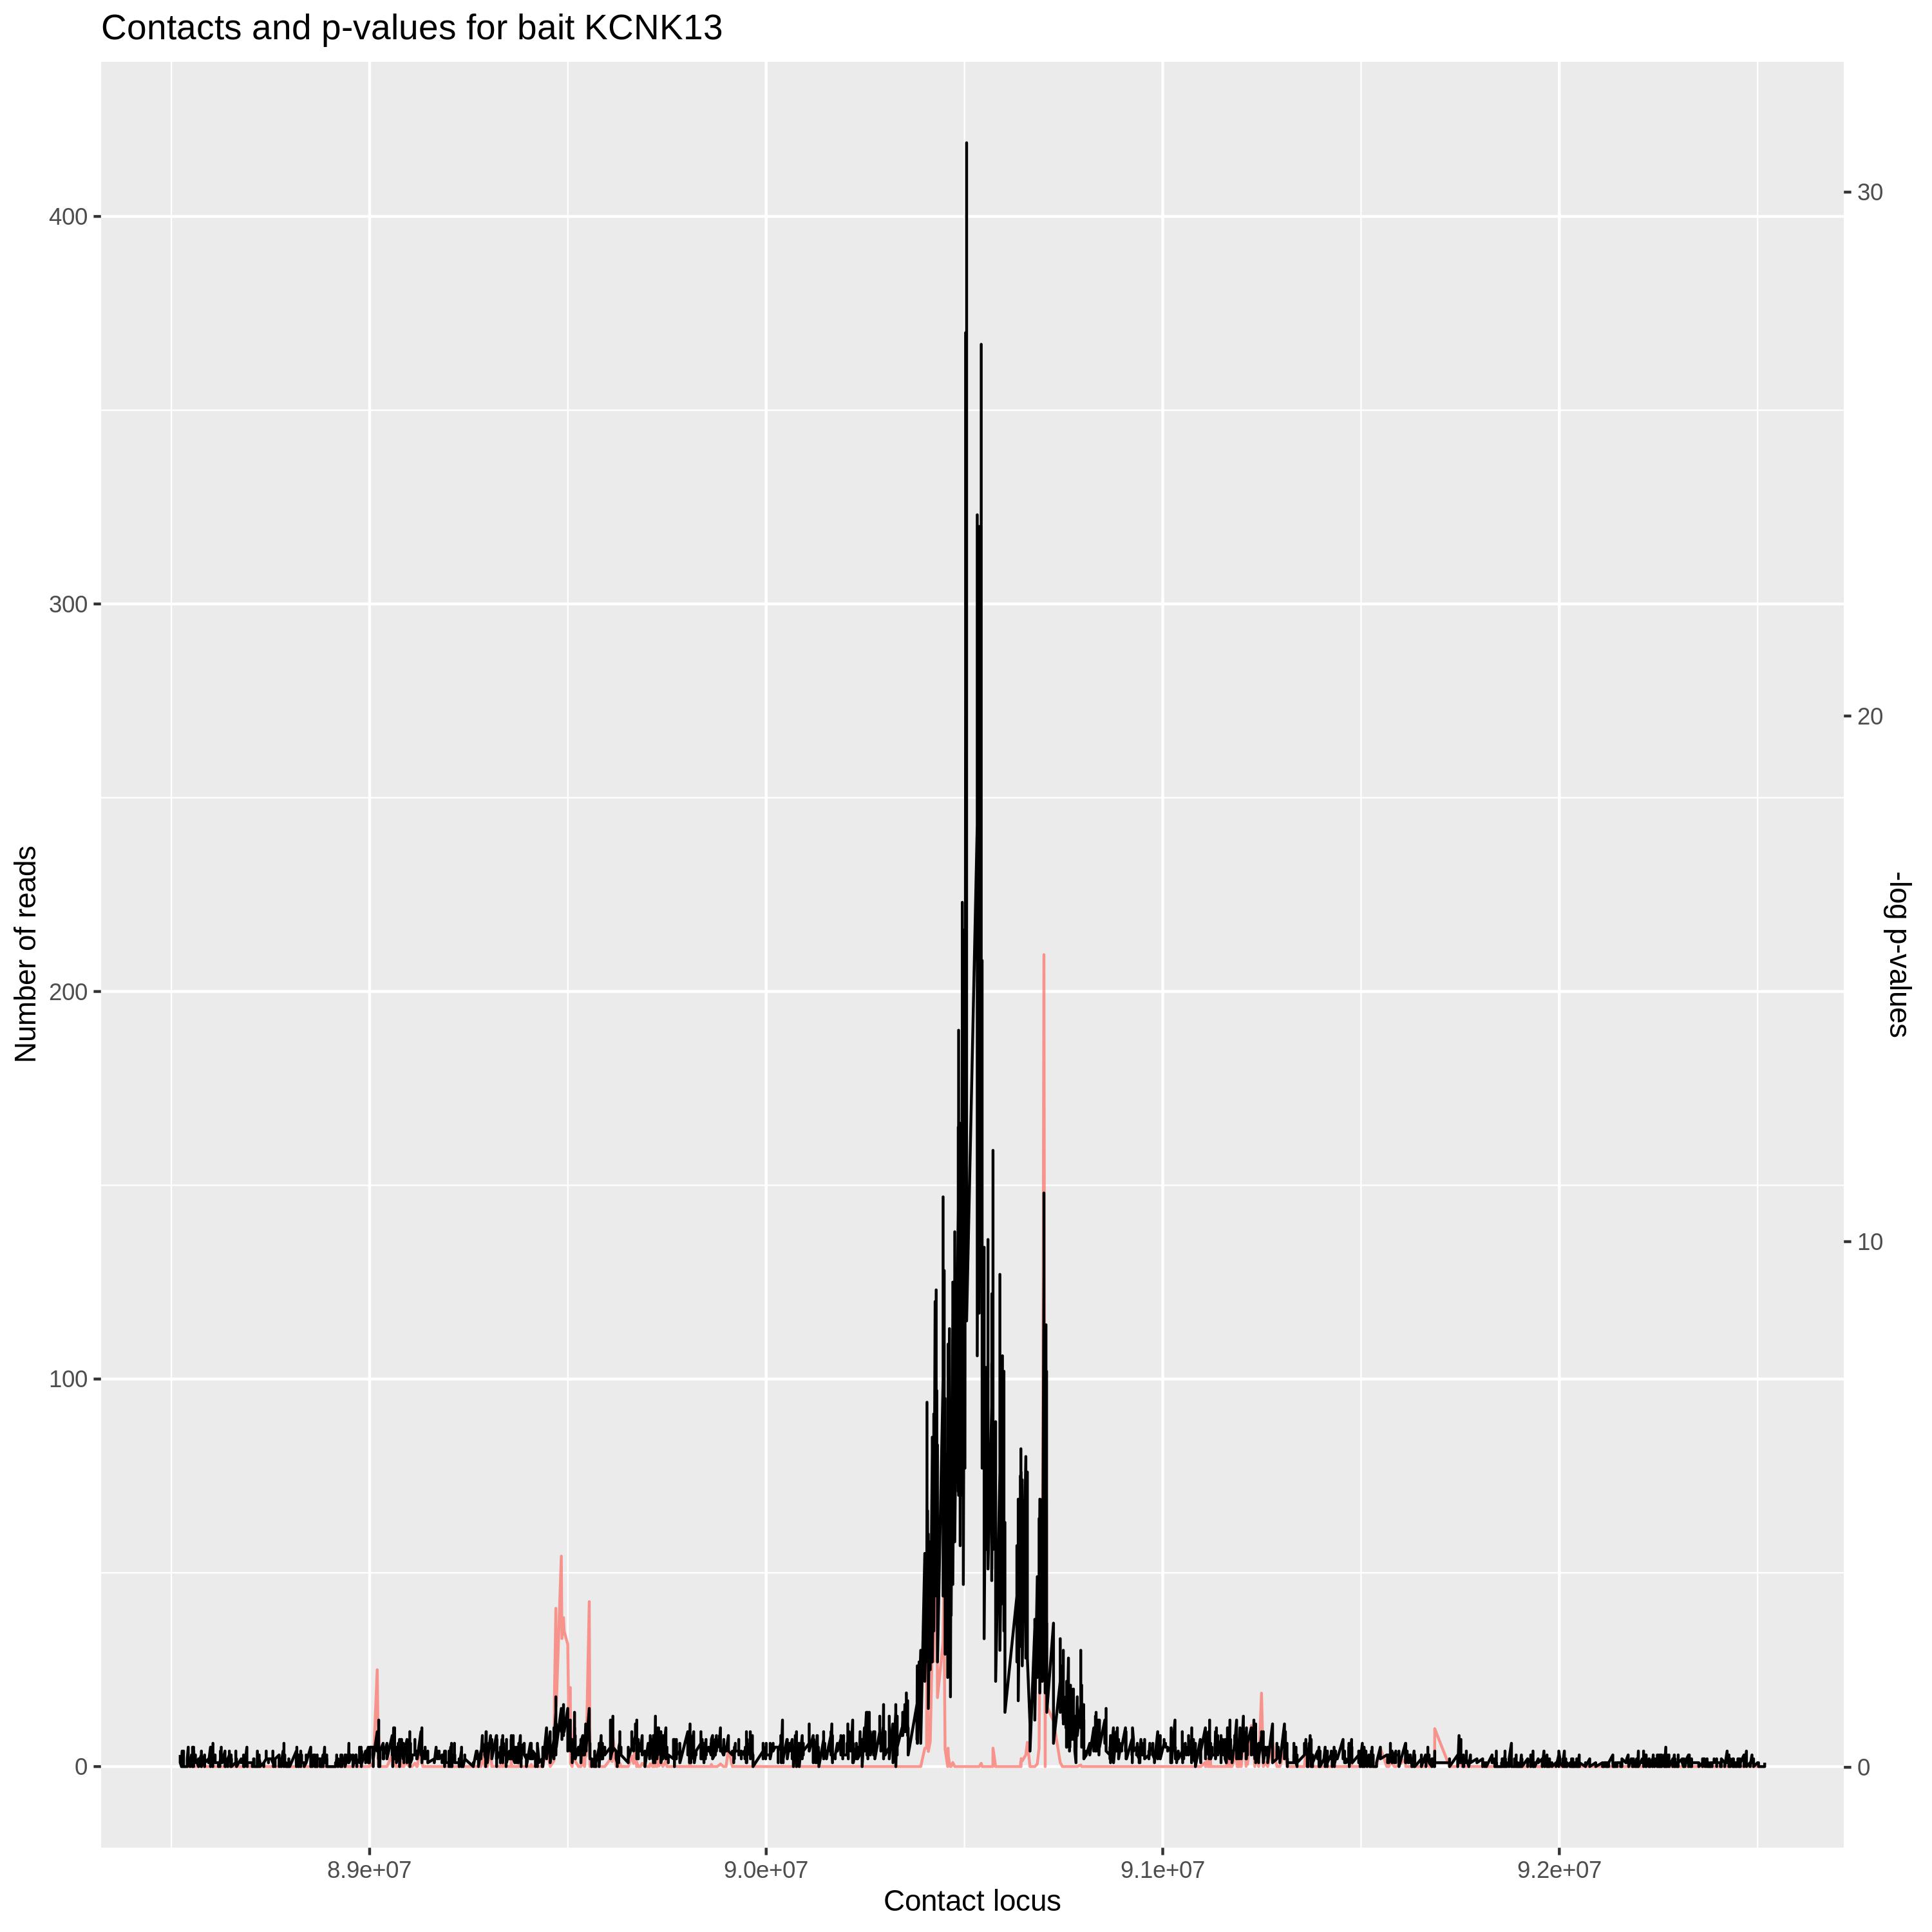 Contacts and p-values for bait KCNK13
Number of reads
400
300
200
100
0
30
20
10
0
-log p-values
8.9e+07
9.0e+07
9.1e+07
9.2e+07
Contact locus